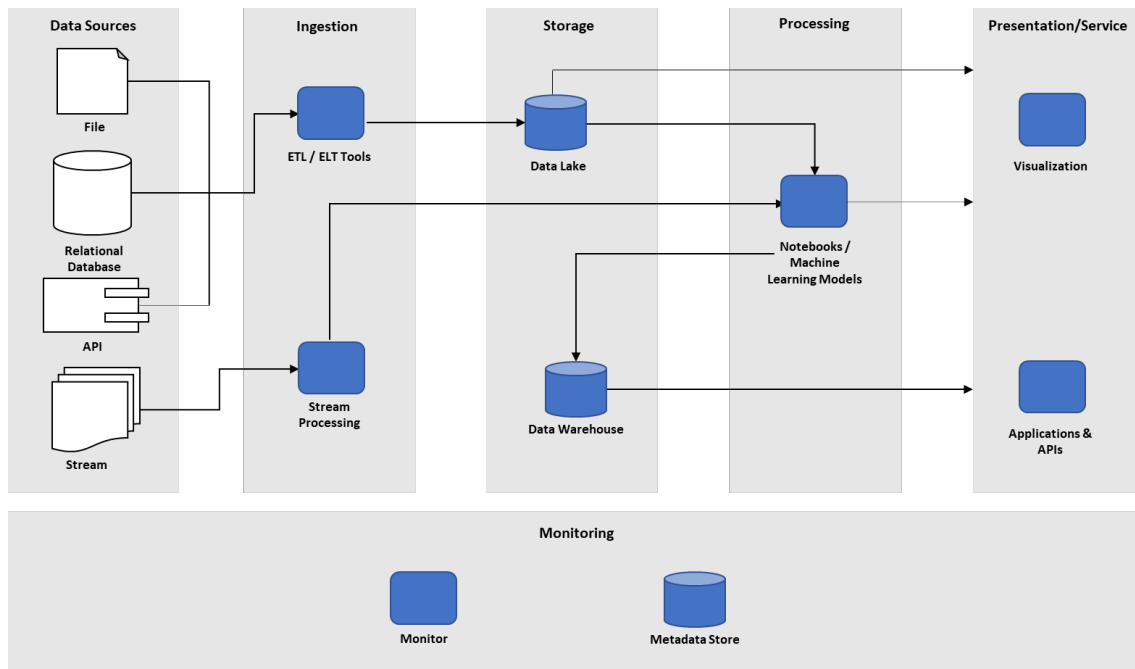 Data Sources
Ingestion
Storage
Processing
Presentation/Service
File
ETL / ELT Tools
Data Lake
Visualization
Relational
Database
Notebooks /
Machine
Learning Models
API
Stream
Processing
Data Warehouse
Applications &
APIs
Stream
Monitoring
Monitor
Metadata Store